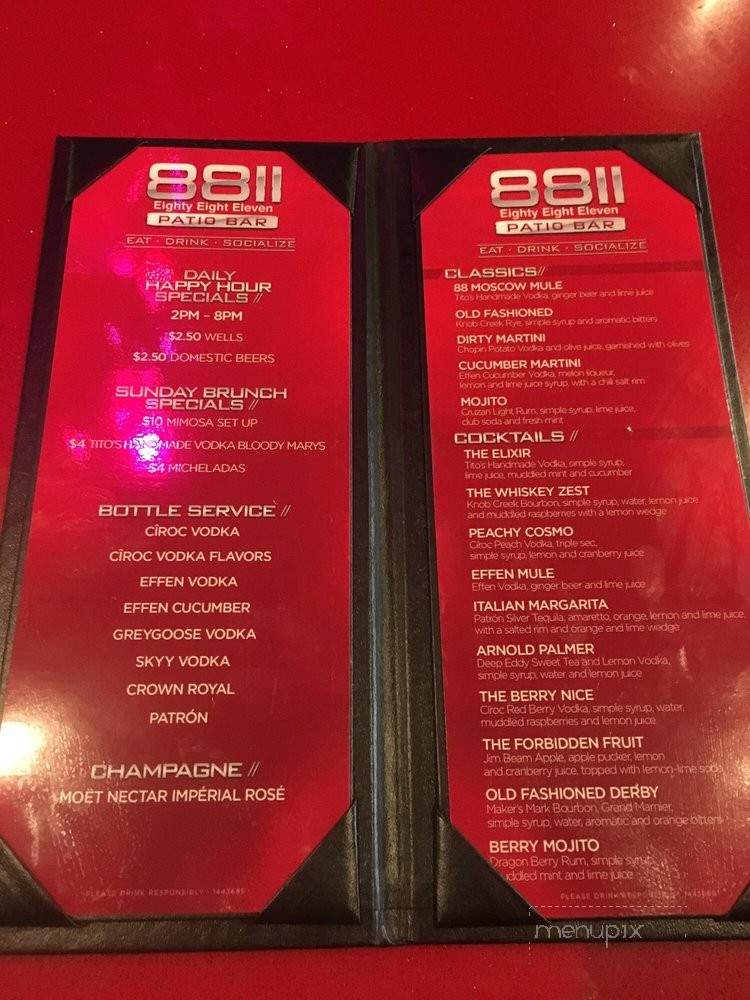 8811
Eighty Eight Eleven
PATIO BAR
EAT · DRINK · SOCIALIZE
DAILY
HAPPY HOUR
SPECIALS //
2PM – 8PM
$2.50 WELLS
$2.50 DOMESTIC BEERS
SUNDAY BRUNCH
SPECIALS //
$10 MIMOSA SET UP
$4 TITO'S HANDMADE VODKA BLOODY MARYS
$4 MICHELADAS
BOTTLE SERVICE //
CÎROC VODKA
CÎROC VODKA FLAVORS
EFFEN VODKA
EFFEN CUCUMBER
GREYGOOSE VODKA
SKYY VODKA
CROWN ROYAL
PATRÓN
CHAMPAGNE //
MOËT NECTAR IMPÉRIAL ROSÉ
PLEASE DRINK RESPONSIBLY
8811
Eighty Eight Eleven
PATIO BAR
EAT · DRINK · SOCIALIZE
CLASSICS//
88 MOSCOW MULE
Tito's Handmade Vodka, ginger beer and lime juice
OLD FASHIONED
Knob Creek Rye, simple syrup and aromatic bitters
DIRTY MARTINI
Chopin Potato Vodka and olive juice, garnished with olives
CUCUMBER MARTINI
Effen Cucumber Vodka, melon liqueur,
lemon and lime juice syrup, with a chili salt rim
MOJITO
Cruzan Light Rum, simple syrup, lime juice,
club soda and fresh mint
COCKTAILS //
THE ELIXIR
Tito's Handmade Vodka, simple syrup,
lime juice, muddled mint and cucumber
THE WHISKEY ZEST
Knob Creek Bourbon, simple syrup, water, lemon juice
and muddled raspberries with a lemon wedge
PEACHY COSMO
Cîroc Peach Vodka, triple sec,
simple syrup, lemon and cranberry juice
EFFEN MULE
Effen Vodka, ginger beer and lime juice
ITALIAN MARGARITA
Patrón Silver Tequila, amaretto, orange, lemon and lime juice,
with a salted rim and orange and lime wedge
ARNOLD PALMER
Deep Eddy Sweet Tea and Lemon Vodka,
simple syrup, water and lemon juice
THE BERRY NICE
Cîroc Red Berry Vodka, simple syrup, water,
muddled raspberries and lemon juice
THE FORBIDDEN FRUIT
Jim Beam Apple, apple pucker, lemon
and cranberry juice, topped with lemon-lime soda
OLD FASHIONED DERBY
Maker's Mark Bourbon, Grand Marnier,
simple syrup, water, aromatic and orange bitters
BERRY MOJITO
Dragon Berry Rum, simple syrup,
muddled mint and lime juice
PLEASE DRINK
menupix